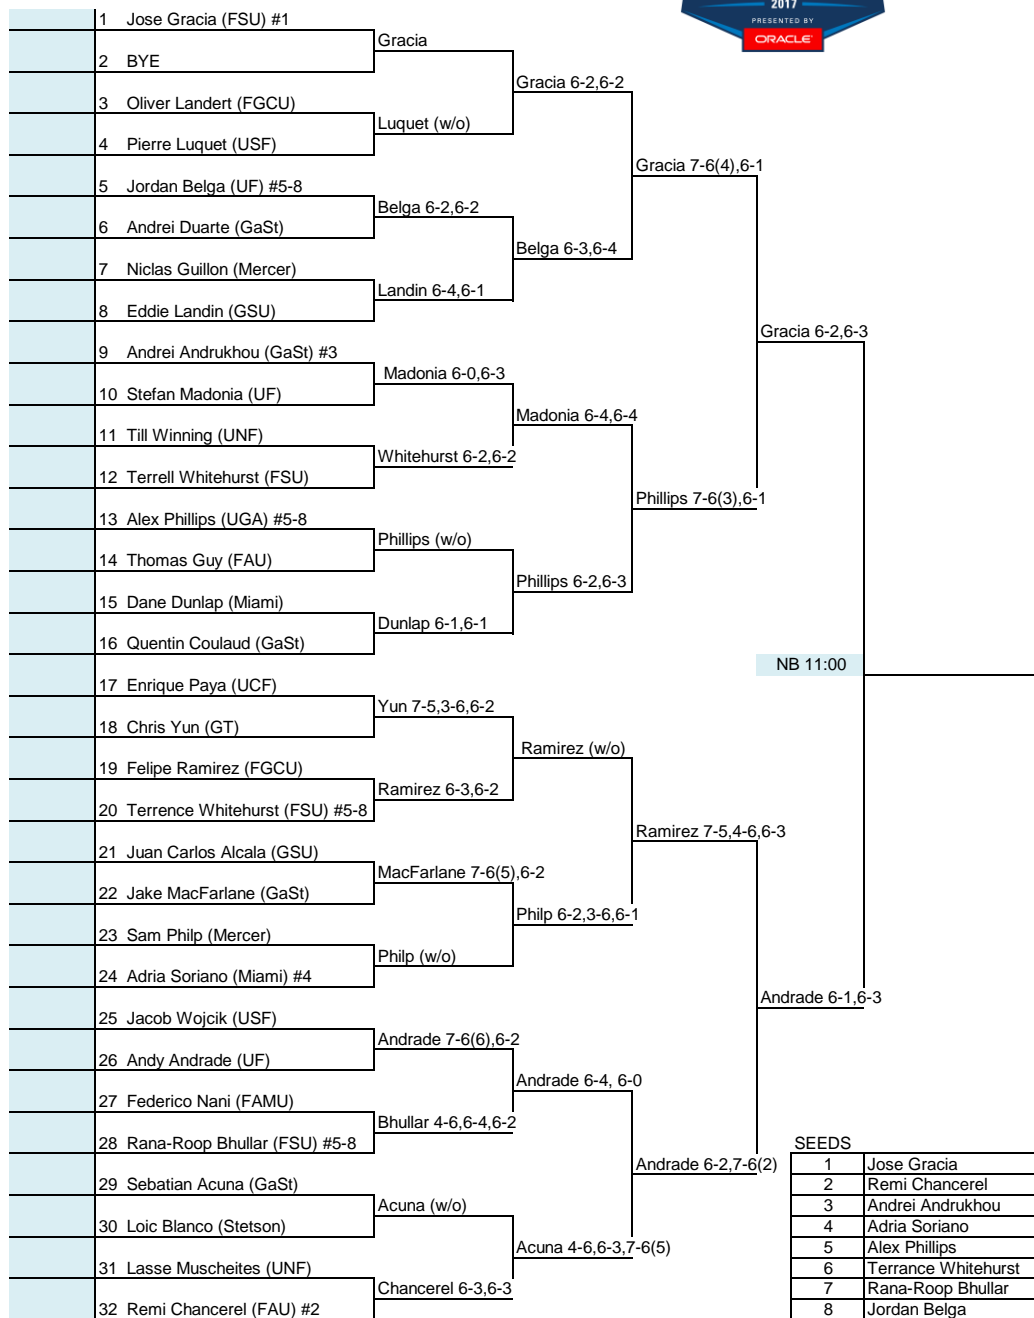 2017
PRESENTED BY
ORACLE
1 Jose Gracia (FSU) #1
Gracia
2 BYE
Gracia 6-2,6-2
3 Oliver Landert (FGCU)
Luquet (w/o)
4 Pierre Luquet (USF)
Gracia 7-6(4),6-1
5 Jordan Belga (UF) #5-8
Belga 6-2,6-2
6 Andrei Duarte (GaSt)
Belga 6-3,6-4
7 Niclas Guillon (Mercer)
Landin 6-4,6-1
8 Eddie Landin (GSU)
Gracia 6-2,6-3
9 Andrei Andrukhou (GaSt) #3
Madonia 6-0,6-3
10 Stefan Madonia (UF)
Madonia 6-4,6-4
11 Till Winning (UNF)
Whitehurst 6-2,6-2
12 Terrell Whitehurst (FSU)
Phillips 7-6(3),6-1
13 Alex Phillips (UGA) #5-8
Phillips (w/o)
14 Thomas Guy (FAU)
Phillips 6-2,6-3
15 Dane Dunlap (Miami)
Dunlap 6-1,6-1
16 Quentin Coulaud (GaSt)
NB 11:00
17 Enrique Paya (UCF)
Yun 7-5,3-6,6-2
18 Chris Yun (GT)
Ramirez (w/o)
19 Felipe Ramirez (FGCU)
Ramirez 6-3,6-2
20 Terrence Whitehurst (FSU) #5-8
Ramirez 7-5,4-6,6-3
21 Juan Carlos Alcala (GSU)
MacFarlane 7-6(5),6-2
22 Jake MacFarlane (GaSt)
Philp 6-2,3-6,6-1
23 Sam Philp (Mercer)
Philp (w/o)
24 Adria Soriano (Miami) #4
Andrade 6-1,6-3
25 Jacob Wojcik (USF)
Andrade 7-6(6),6-2
26 Andy Andrade (UF)
Andrade 6-4, 6-0
27 Federico Nani (FAMU)
Bhullar 4-6,6-4,6-2
28 Rana-Roop Bhullar (FSU) #5-8
Andrade 6-2,7-6(2)
29 Sebatian Acuna (GaSt)
Acuna (w/o)
30 Loic Blanco (Stetson)
Acuna 4-6,6-3,7-6(5)
31 Lasse Muscheites (UNF)
Chancerel 6-3,6-3
32 Remi Chancerel (FAU) #2
SEEDS
1 Jose Gracia
2 Remi Chancerel
3 Andrei Andrukhou
4 Adria Soriano
5 Alex Phillips
6 Terrance Whitehurst
7 Rana-Roop Bhullar
8 Jordan Belga